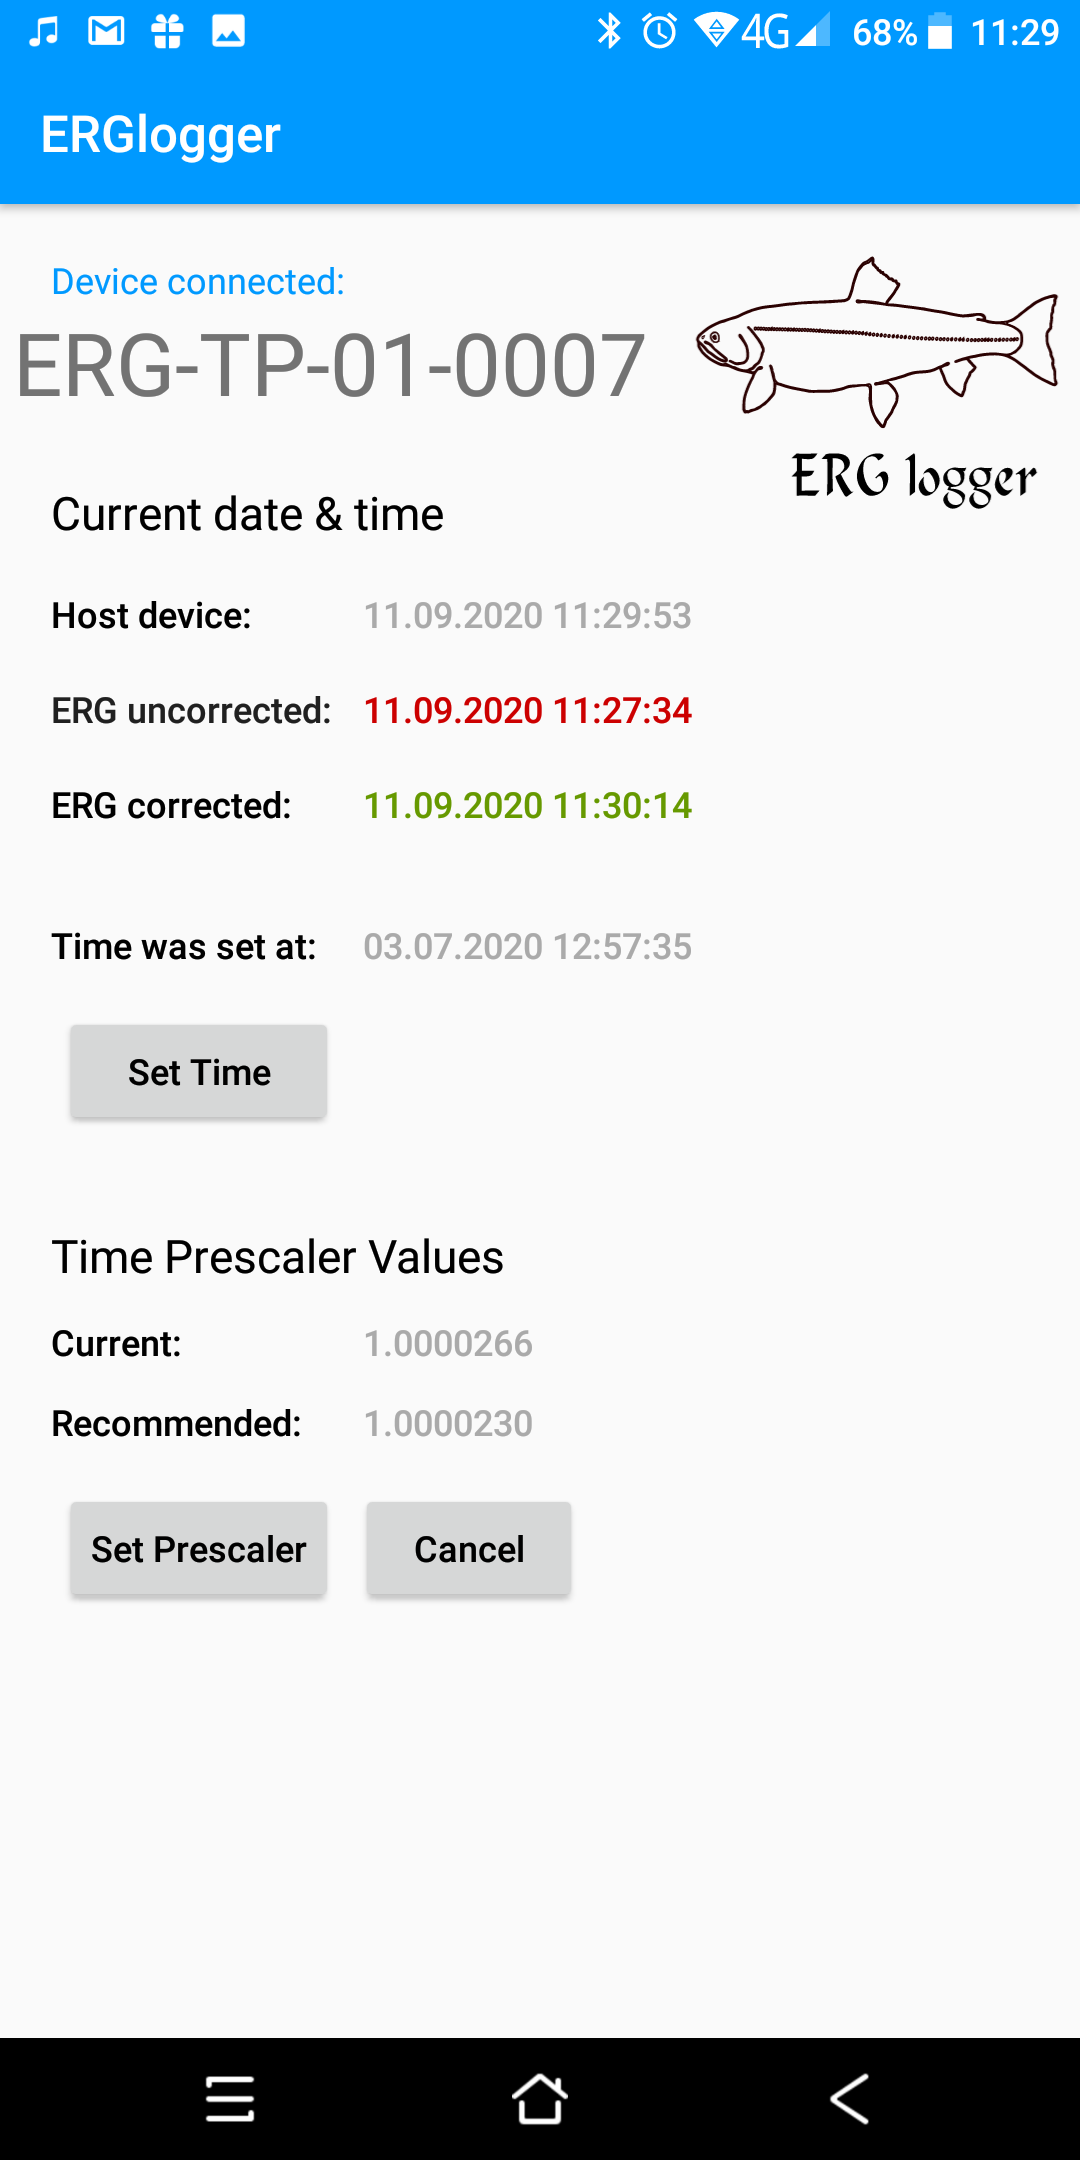 4G 68% 11:29
ERGlogger
Device connected:
ERG-TP-01-0007
ERG logger
Current date & time
Host device: 11.09.2020 11:29:53
ERG uncorrected: 11.09.2020 11:27:34
ERG corrected: 11.09.2020 11:30:14
Time was set at: 03.07.2020 12:57:35
Set Time
Time Prescaler Values
Current: 1.0000266
Recommended: 1.0000230
Set Prescaler Cancel